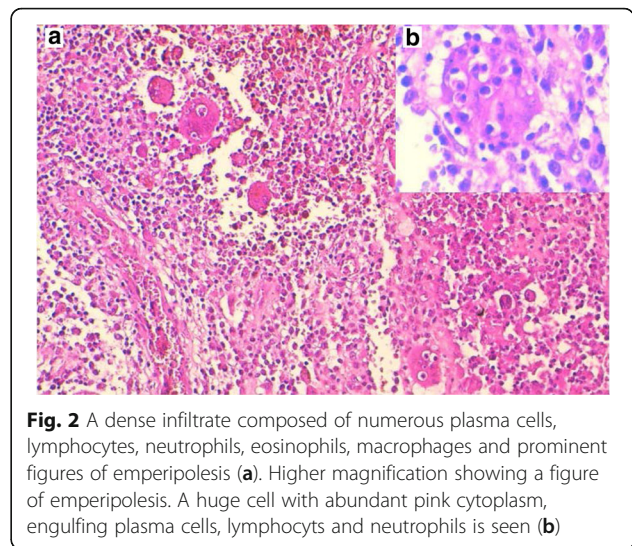 a
b
Fig. 2 A dense infiltrate composed of numerous plasma cells,
lymphocytes, neutrophils, eosinophils, macrophages and prominent
figures of emperipolesis (a). Higher magnification showing a figure
of emperipolesis. A huge cell with abundant pink cytoplasm,
engulfing plasma cells, lymphocyts and neutrophils is seen (b)